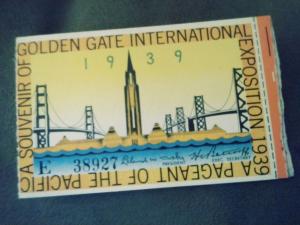 A SOUVENIR OF
GOLDEN GATE INTERNATIONAL
EXPOSITION 1939
A PAGEANT OF THE PACIFIC
1939
E 38927
PRESIDENT
EXEC SECRETARY